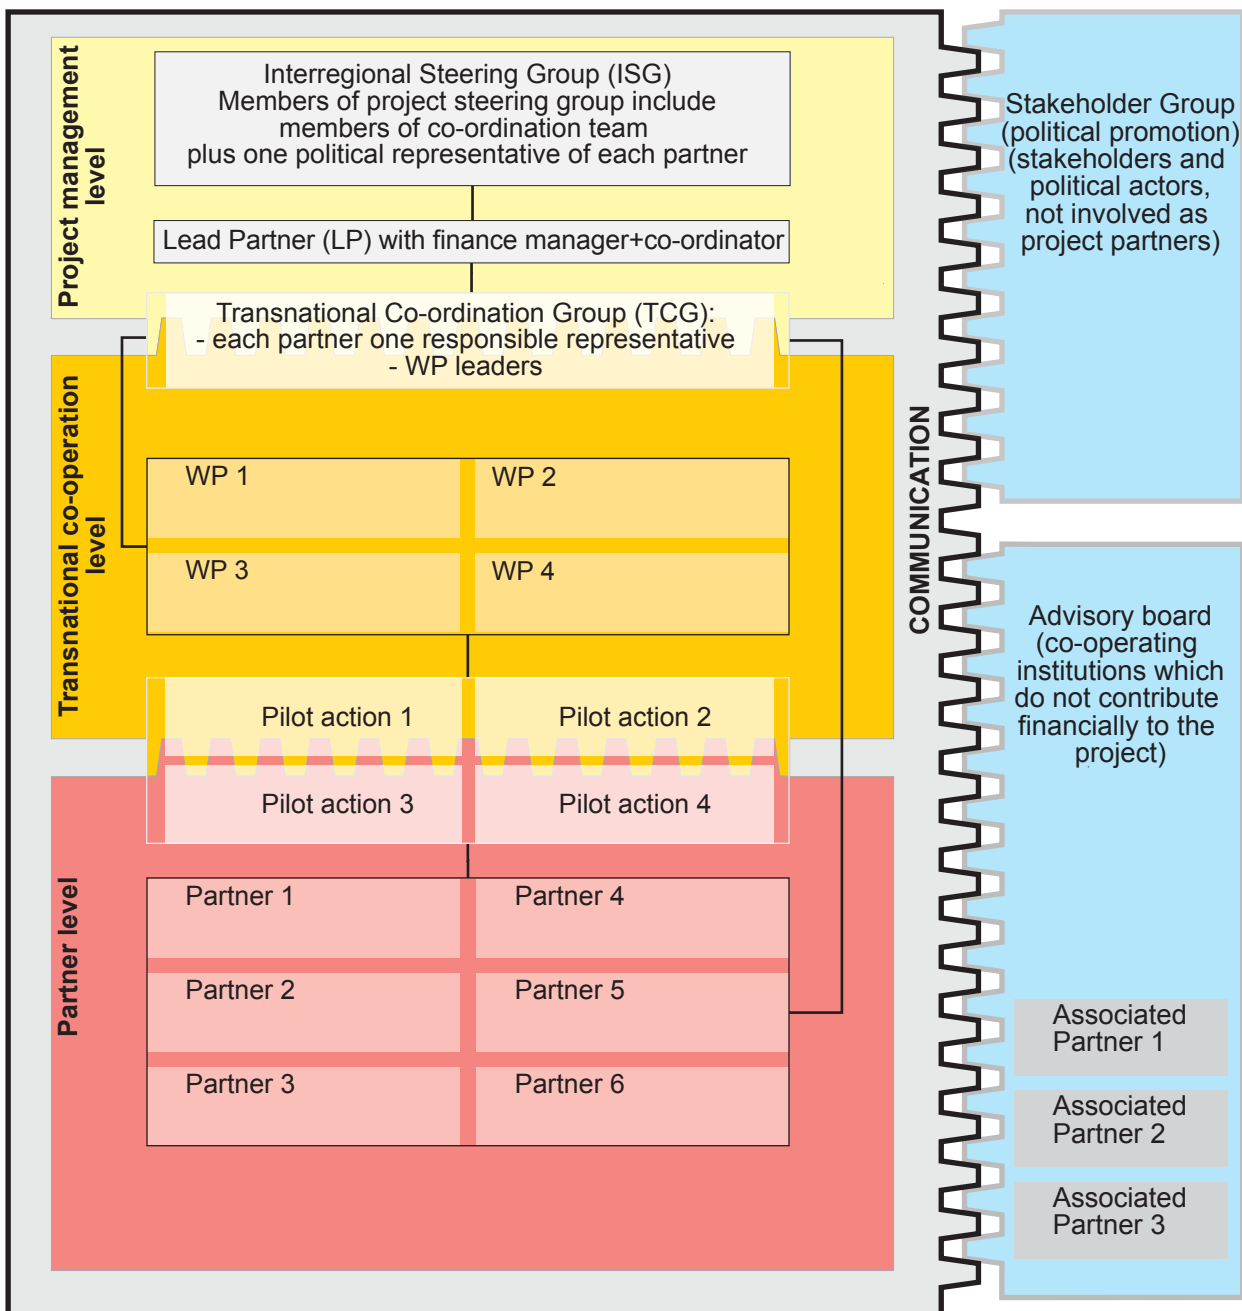 Project management
level
Interregional Steering Group (ISG)
Members of project steering group include
members of co-ordination team
plus one political representative of each partner
Lead Partner (LP) with finance manager+co-ordinator
Transnational Co-ordination Group (TCG):
- each partner one responsible representative
- WP leaders
Transnational co-operation
level
WP 1
WP 2
WP 3
WP 4
Pilot action 1
Pilot action 2
Pilot action 3
Pilot action 4
Partner level
Partner 1
Partner 4
Partner 2
Partner 5
Partner 3
Partner 6
COMMUNICATION
Stakeholder Group
(political promotion)
(stakeholders and
political actors,
not involved as
project partners)
Advisory board
(co-operating
institutions which
do not contribute
financially to the
project)
Associated
Partner 1
Associated
Partner 2
Associated
Partner 3